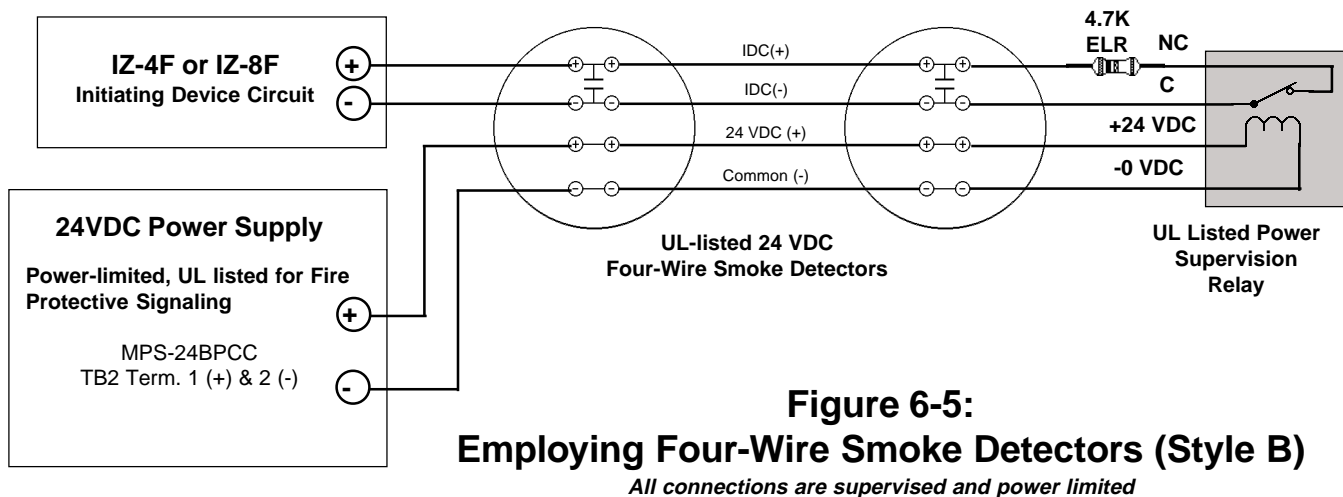 IZ-4F or IZ-8F
Initiating Device Circuit
+
-
24VDC Power Supply
Power-limited, UL listed for Fire
Protective Signaling
MPS-24BPCC
TB2 Term. 1 (+) & 2 (-)
+
-
IDC(+)
IDC(-)
24 VDC (+)
Common (-)
+ +
- -
+ +
- -
+ +
- -
+ +
- -
UL-listed 24 VDC
Four-Wire Smoke Detectors
4.7K
ELR
NC
C
+24 VDC
-0 VDC
UL Listed Power
Supervision
Relay
Figure 6-5:
Employing Four-Wire Smoke Detectors (Style B)
All connections are supervised and power limited